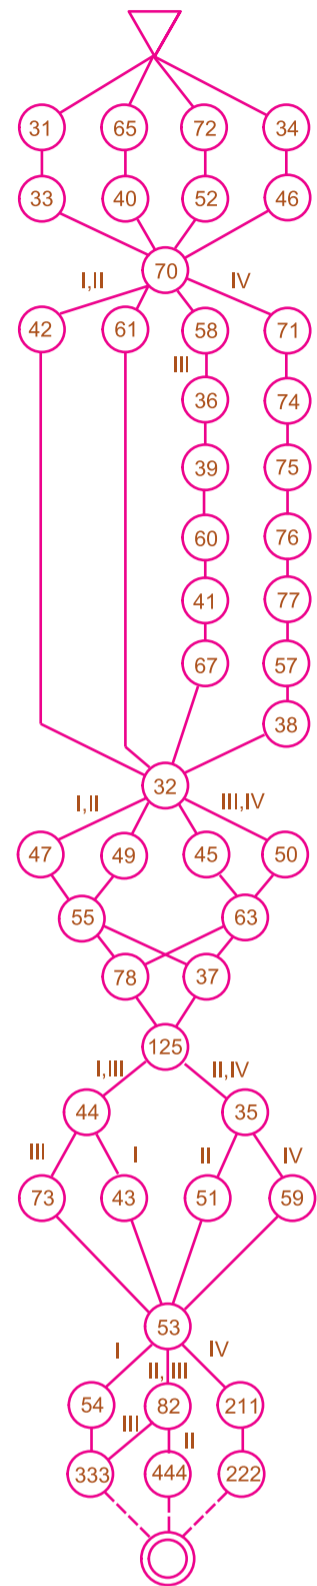 31 65 72 34
33 40 52 46
70
I,II IV
42 61 58 71
III
36 74
39 75
60 76
41 77
67 57
38
32
I,II III,IV
47 49 45 50
55 63
78 37
125
I,III II,IV
44 35
III I II IV
73 43 51 59
53
I II, III IV
54 82 211
III II
333 444 222